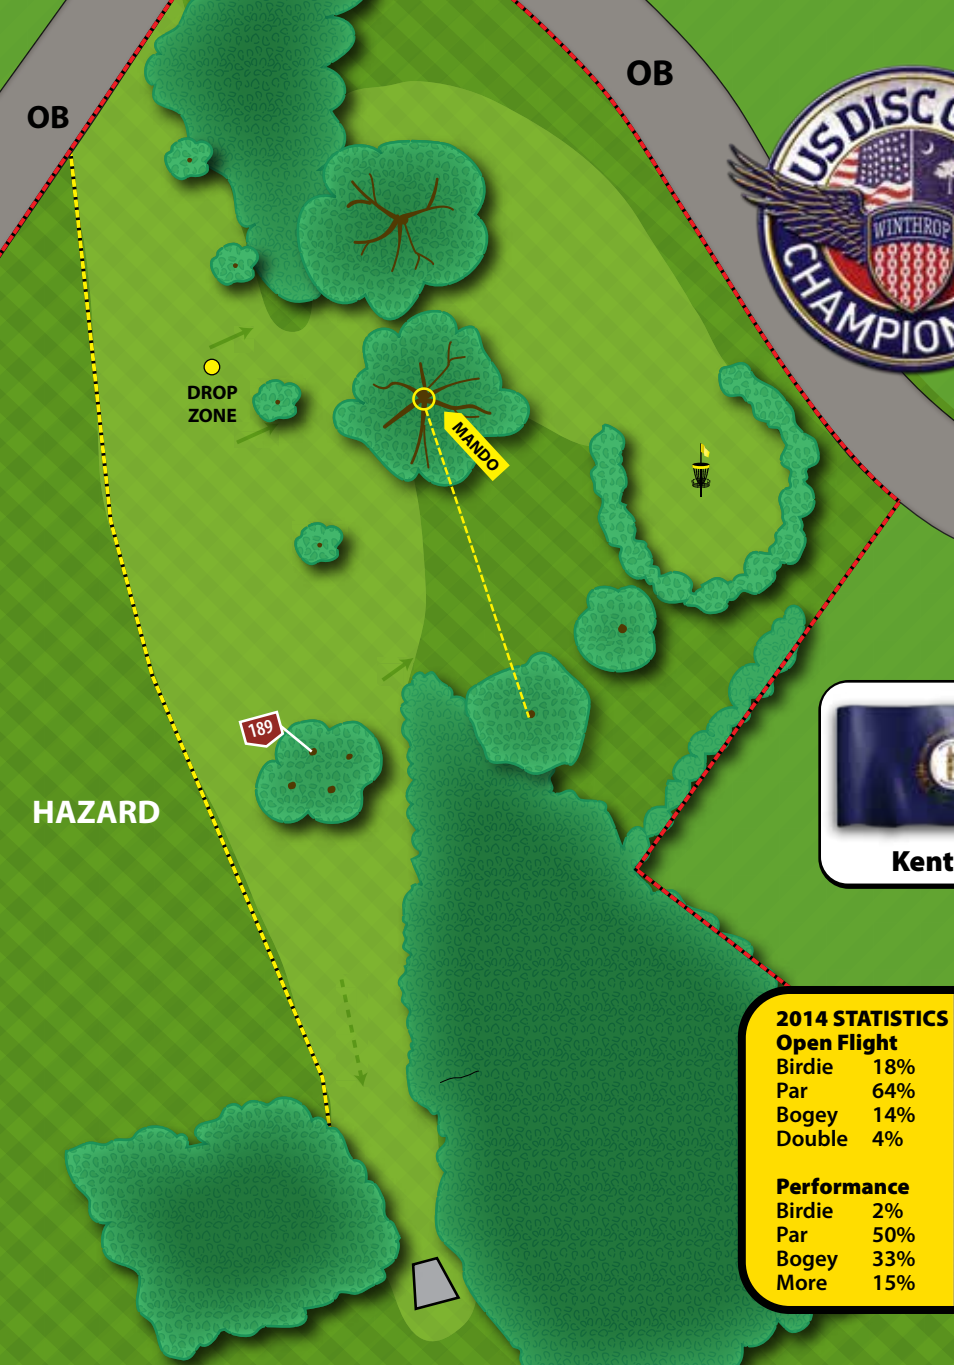 OB
OB
US DISC G
WINTHROP
CHAMPION
DROP
ZONE
MANDO
189
HAZARD
Kent
2014 STATISTICS
Open Flight
Birdie 18%
Par 64%
Bogey 14%
Double 4%
Performance
Birdie 2%
Par 50%
Bogey 33%
More 15%